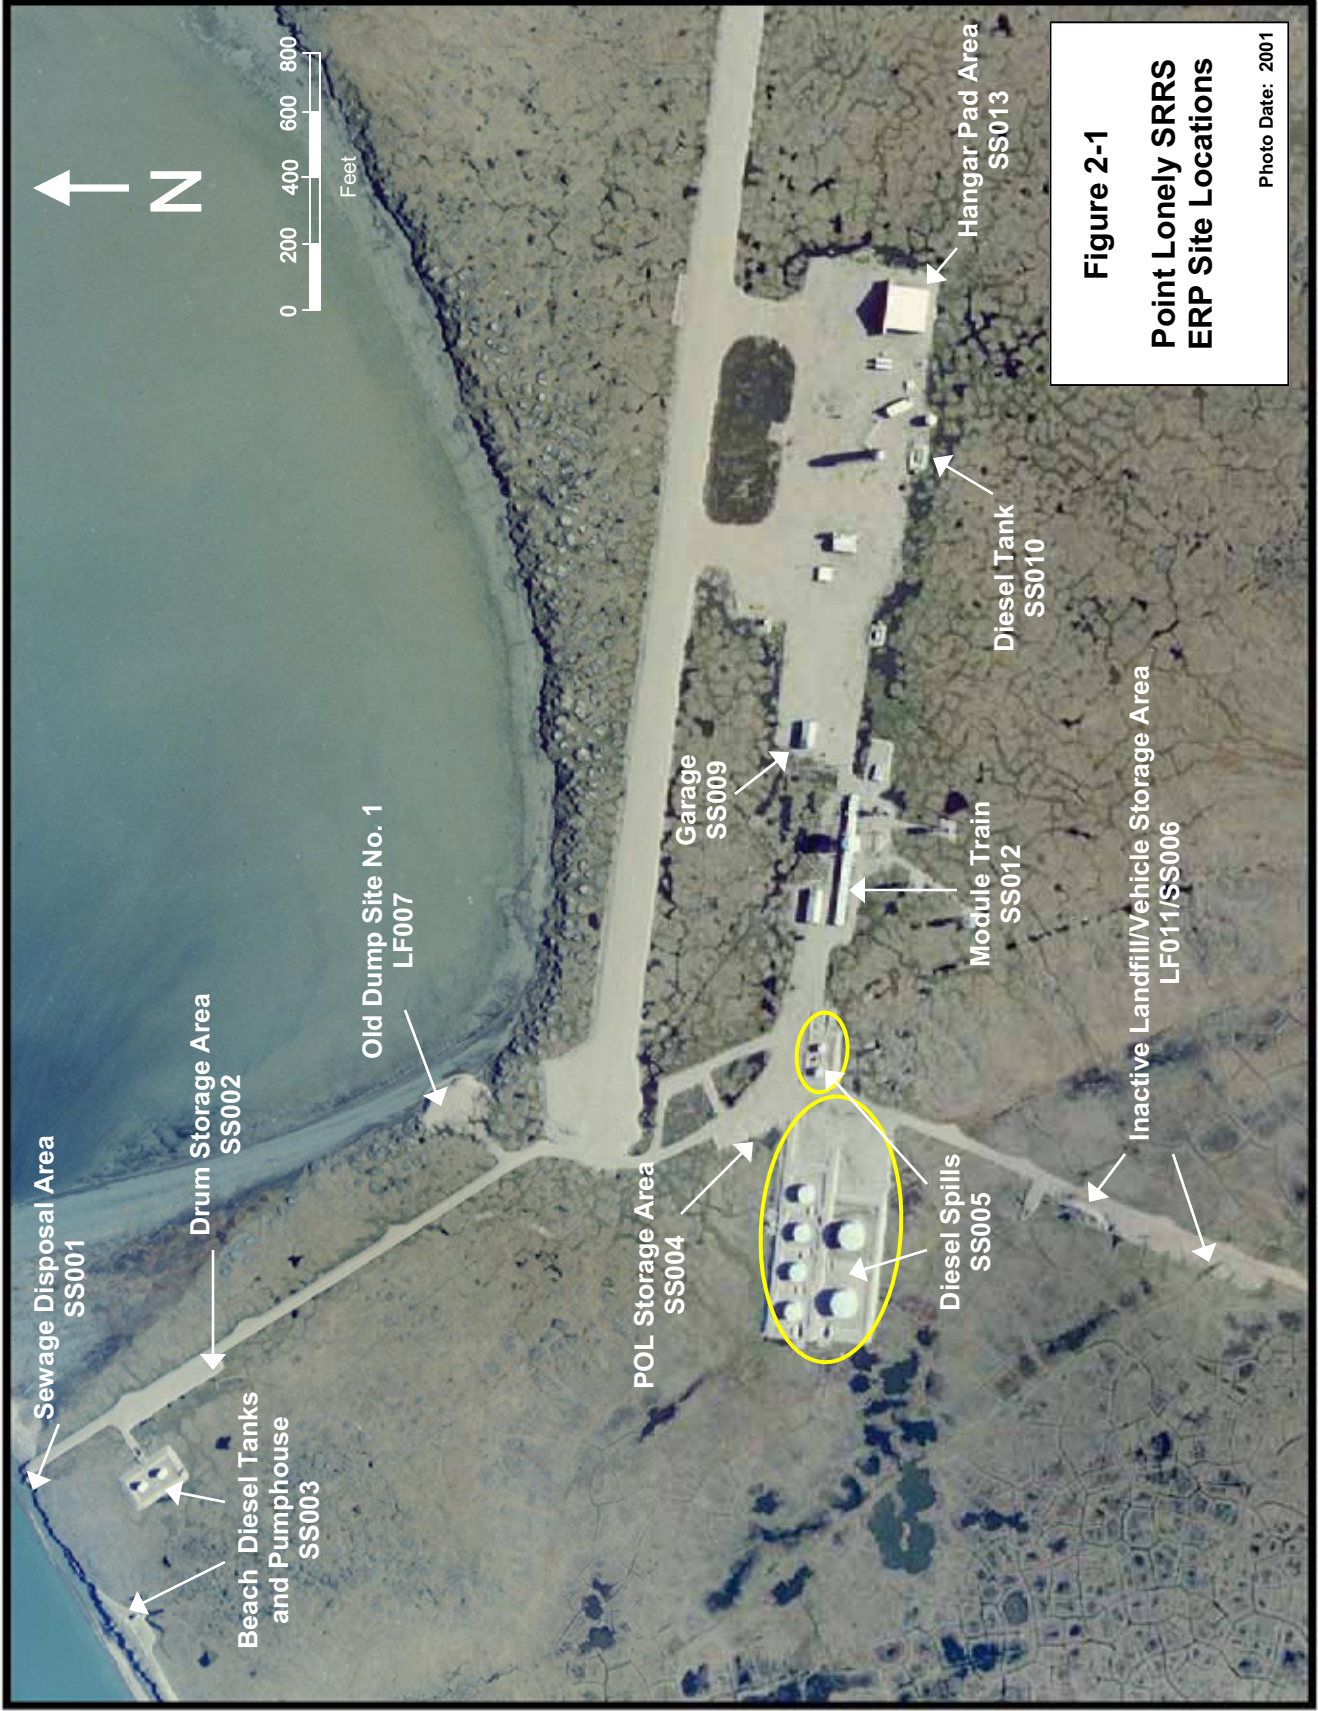 Sewage Disposal Area
SS001
Drum Storage Area
SS002
Beach Diesel Tanks
and Pumphouse
SS003
Old Dump Site No. 1
LF007
N
0 200 400 600 800
Feet
POL Storage Area
SS004
Garage
SS009
Diesel Spills
SS005
Module Train
SS012
Diesel Tank
SS010
Hangar Pad Area
SS013
Inactive Landfill/Vehicle Storage Area
LF011/SS006
Figure 2-1
Point Lonely SRRS
ERP Site Locations
Photo Date: 2001